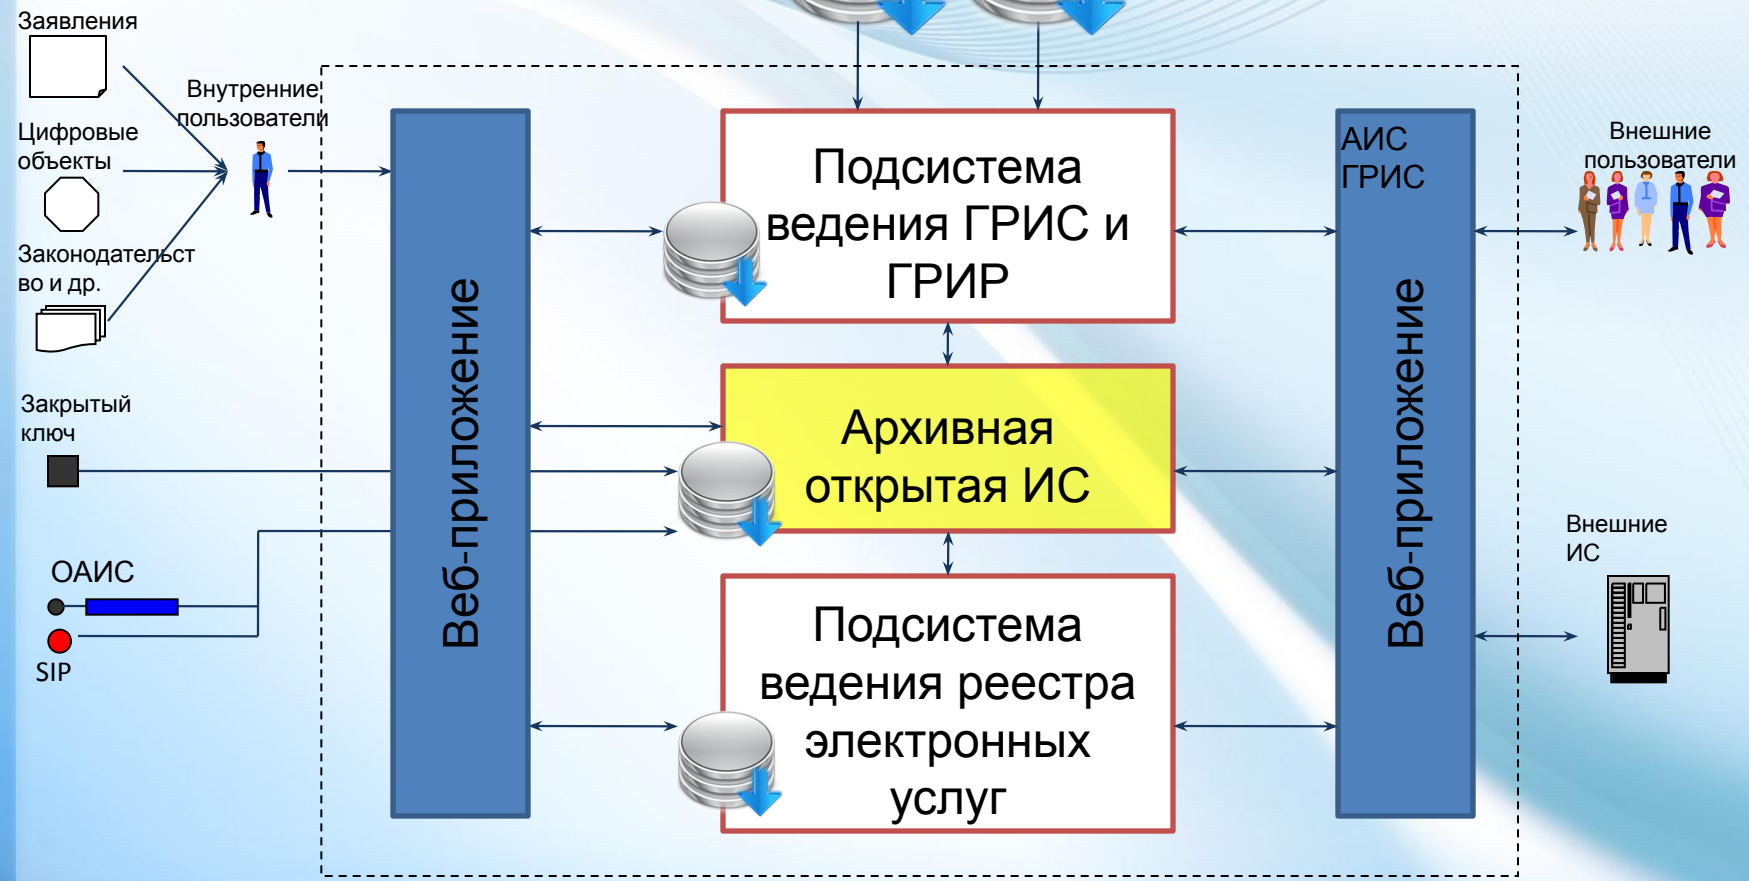 Заявления
Цифровые
объекты
Законодательст
во и др.
Закрытый
ключ
ОАИС
SIP
Внутренние
пользователи
Веб-приложение
Подсистема
ведения ГРИС и
ГРИР
Архивная
открытая ИС
Подсистема
ведения реестра
электронных
услуг
АИС
ГРИС
Веб-приложение
Внешние
пользователи
Внешние
ИС